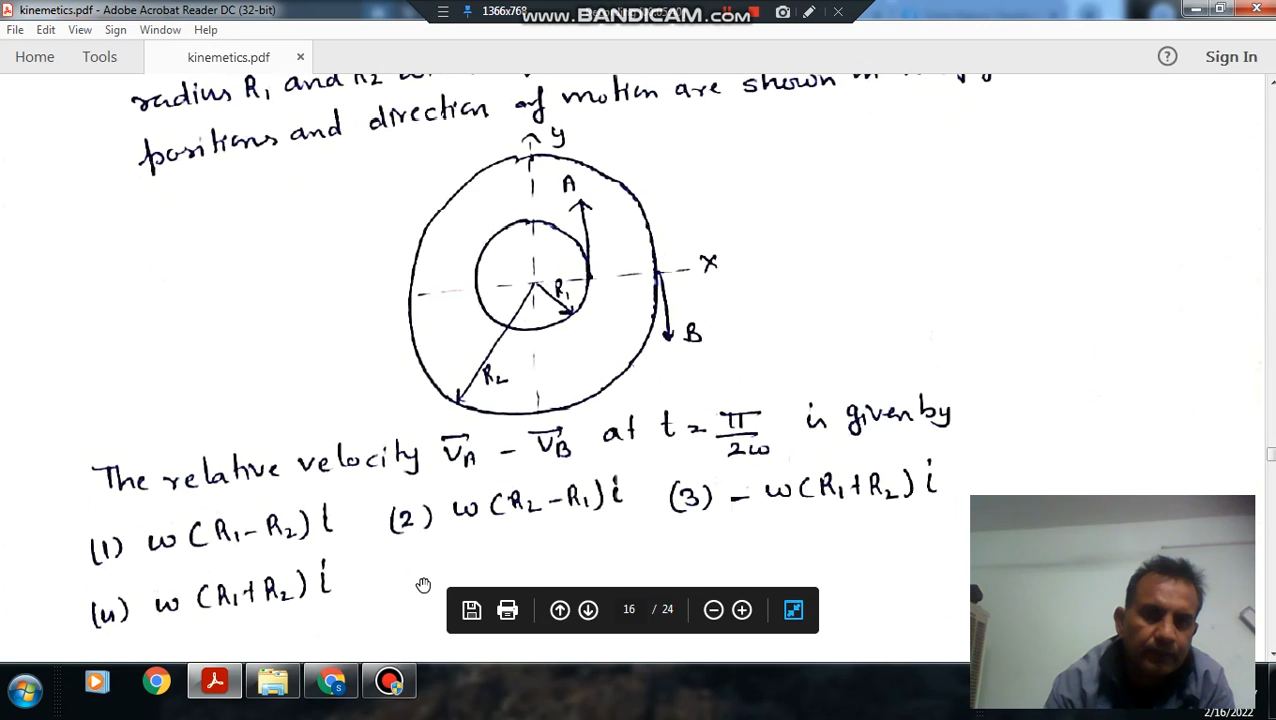 kinemetics.pdf - Adobe Acrobat Reader DC (32-bit)
1366x768
www.BANDICAM.com
File Edit View Sign Window Help
Home Tools kinemetics.pdf × Sign In
radius R₁ and R₂
positions and direction of motion are shown
y
A
x
R₁
B
R₂
The relative velocity v⃗A - v⃗B at t = π/2ω is given by
(1) ω(R₁-R₂) i (2) ω(R₂-R₁) i (3) - ω(R₁+R₂) i
(4) ω(R₁+R₂) i
16 / 24
2/16/2022